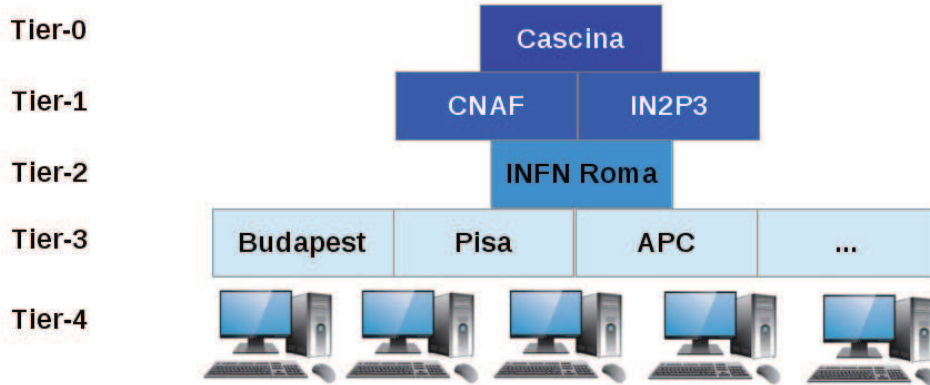 Tier-0 Cascina
Tier-1 CNAF IN2P3
Tier-2 INFN Roma
Tier-3 Budapest Pisa APC ...
Tier-4